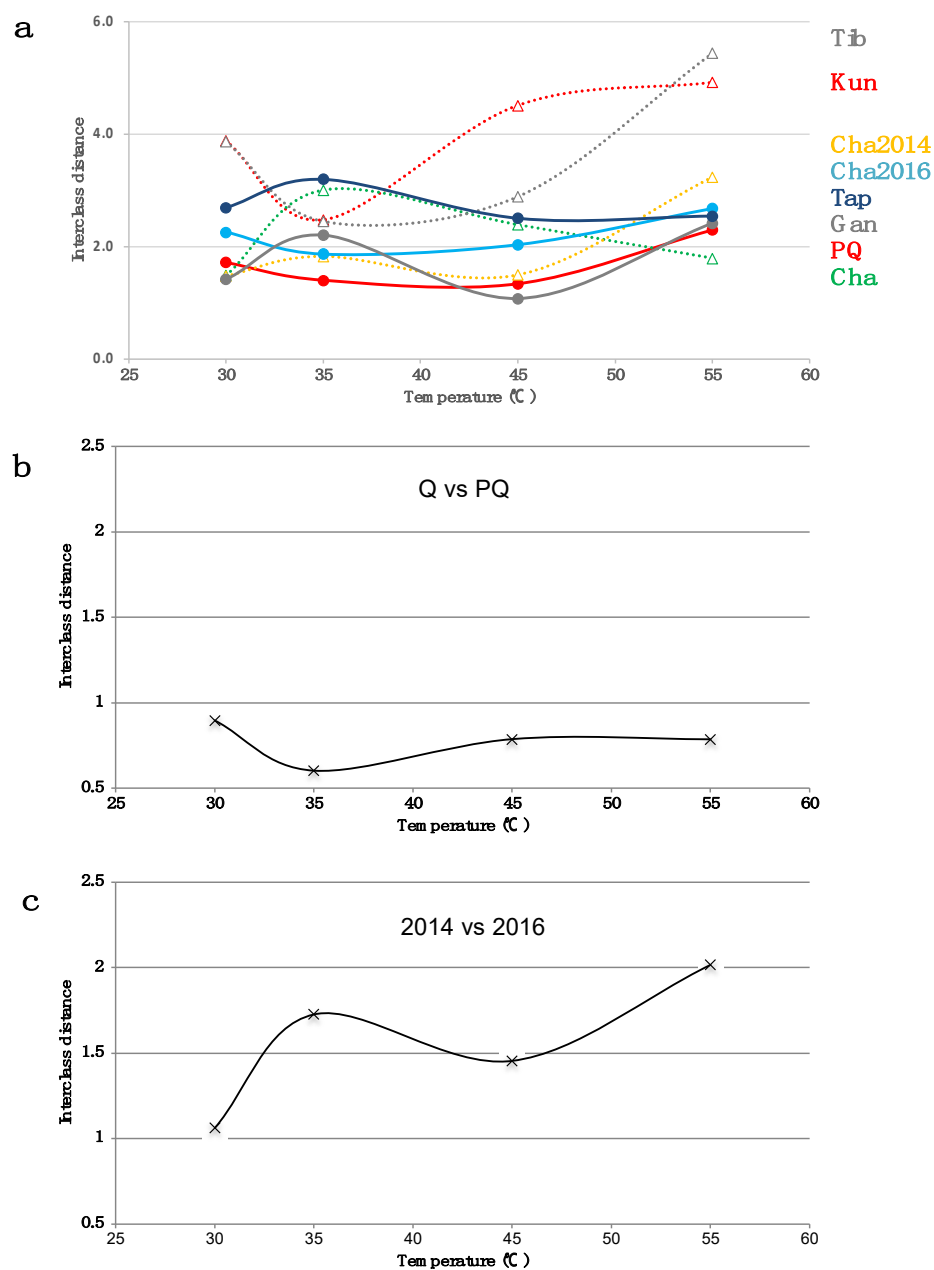 a
6.0
4.0
2.0
0.0
Interclass distance
25 30 35 40 45 50 55 60
Temperature (℃)
Tib
Kun
Cha2014
Cha2016
Tap
Gan
PQ
Cha
b
Q vs PQ
2.5
2
1.5
1
0.5
Interclass distance
25 30 35 40 45 50 55 60
Temperature (℃)
c
2014 vs 2016
2.5
2
1.5
1
0.5
Interclass distance
25 30 35 40 45 50 55 60
Temperature (℃)